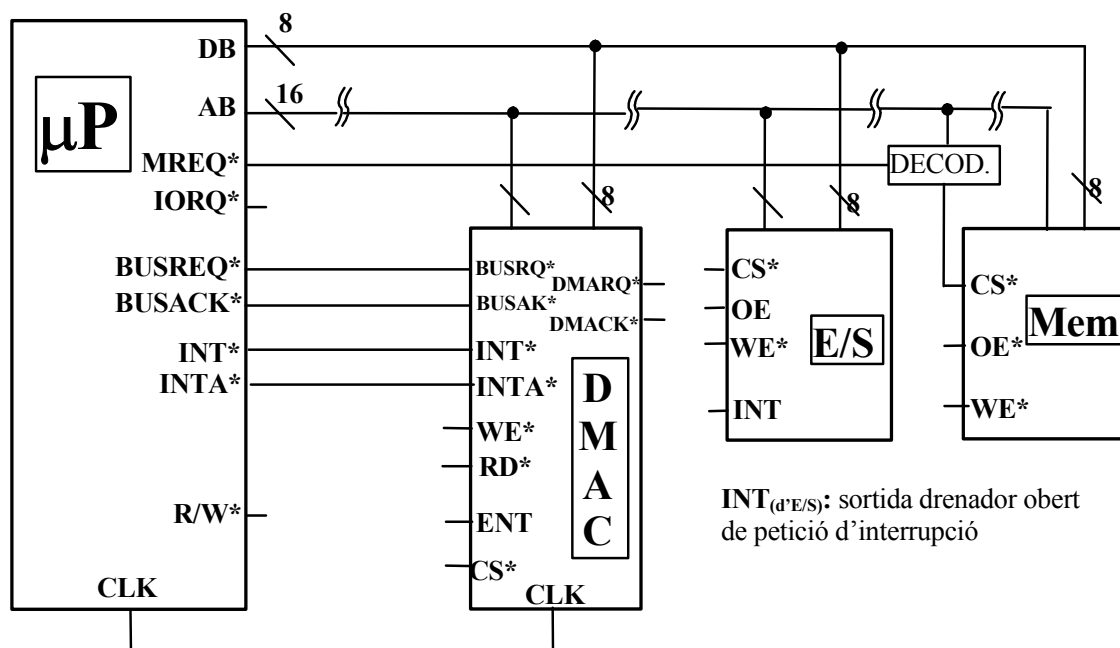 DB
8
AB
16
μP
MREQ*
IORQ*
DECOD.
8
8
8
BUSREQ*
BUSACK*
BUSRQ*
DMARQ*
BUSAK*
DMACK*
INT*
INTA*
INT*
INTA*
WE*
RD*
ENT
CS*
CLK
D
M
A
C
CS*
OE
WE*
E/S
INT
CS*
Mem
OE*
WE*
R/W*
CLK
INT(d'E/S): sortida drenador obert
de petició d'interrupció